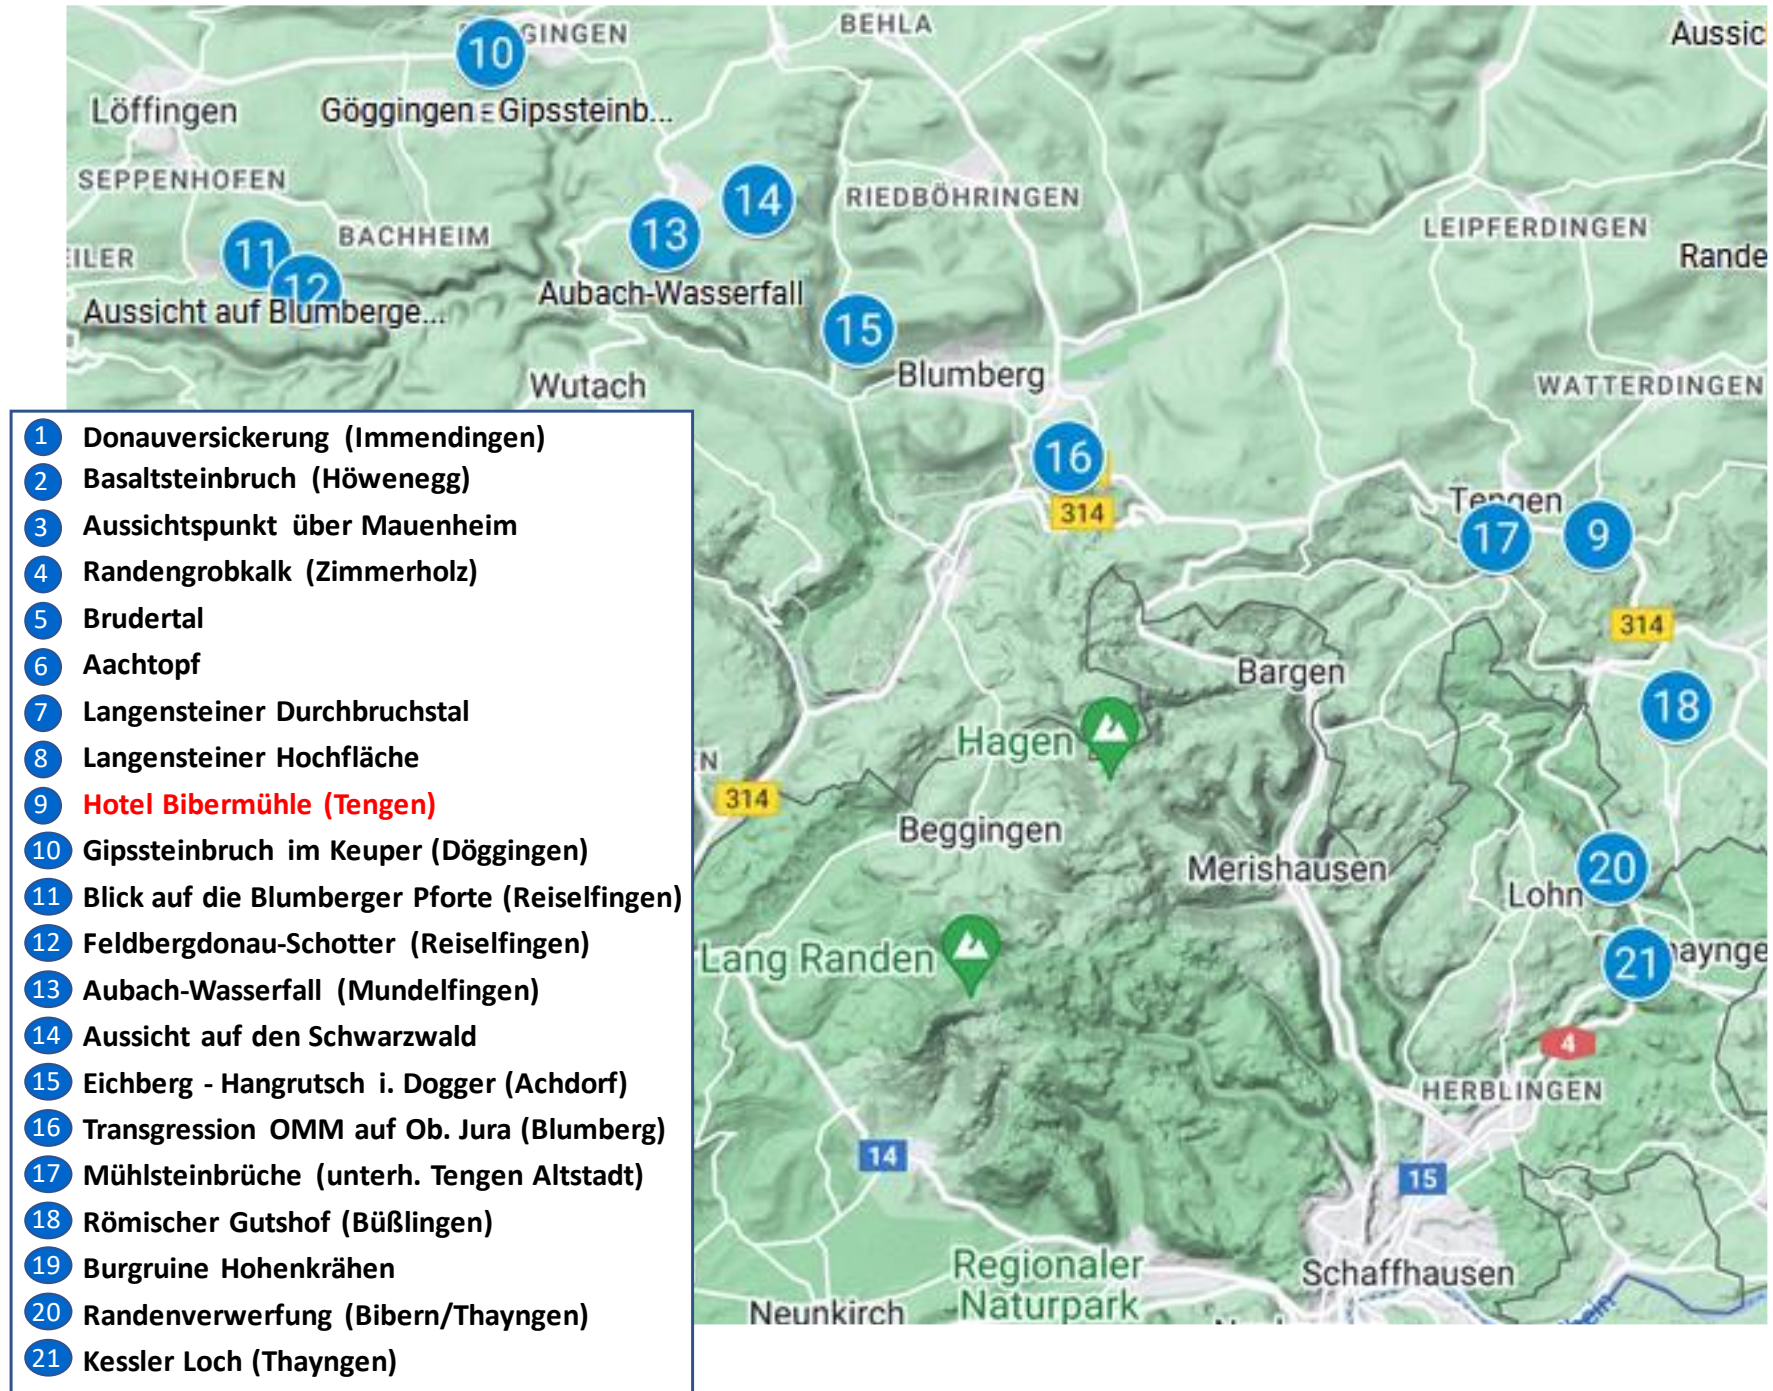 BEHLA
GINGEN
10
Aussic
Löffingen
Göggingen - Gipssteinb...
SEPPENHOFEN
14
RIEDBÖHRINGEN
13
LEIPFERDINGEN
BACHHEIM
11
EILER
Rande
12
Aubach-Wasserfall
Aussicht auf Blumberge...
15
Blumberg
Wutach
WATTERDINGEN
16
314
Tengen
17
9
314
Bargen
18
Hagen
N
314
Beggingen
Merishausen
20
Lohn
Lang Randen
21
haynge
4
HERBLINGEN
14
15
Regionaler
Naturpark
Schaffhausen
Neunkirch
hein
1 Donauversickerung (Immendingen)
2 Basaltsteinbruch (Höwenegg)
3 Aussichtspunkt über Mauenheim
4 Randengrobkalk (Zimmerholz)
5 Brudertal
6 Aachtopf
7 Langensteiner Durchbruchstal
8 Langensteiner Hochfläche
9 Hotel Bibermühle (Tengen)
10 Gipssteinbruch im Keuper (Döggingen)
11 Blick auf die Blumberger Pforte (Reiselfingen)
12 Feldbergdonau-Schotter (Reiselfingen)
13 Aubach-Wasserfall (Mundelfingen)
14 Aussicht auf den Schwarzwald
15 Eichberg - Hangrutsch i. Dogger (Achdorf)
16 Transgression OMM auf Ob. Jura (Blumberg)
17 Mühlsteinbrüche (unterh. Tengen Altstadt)
18 Römischer Gutshof (Büßlingen)
19 Burgruine Hohenkrähen
20 Randenverwerfung (Bibern/Thayngen)
21 Kessler Loch (Thayngen)